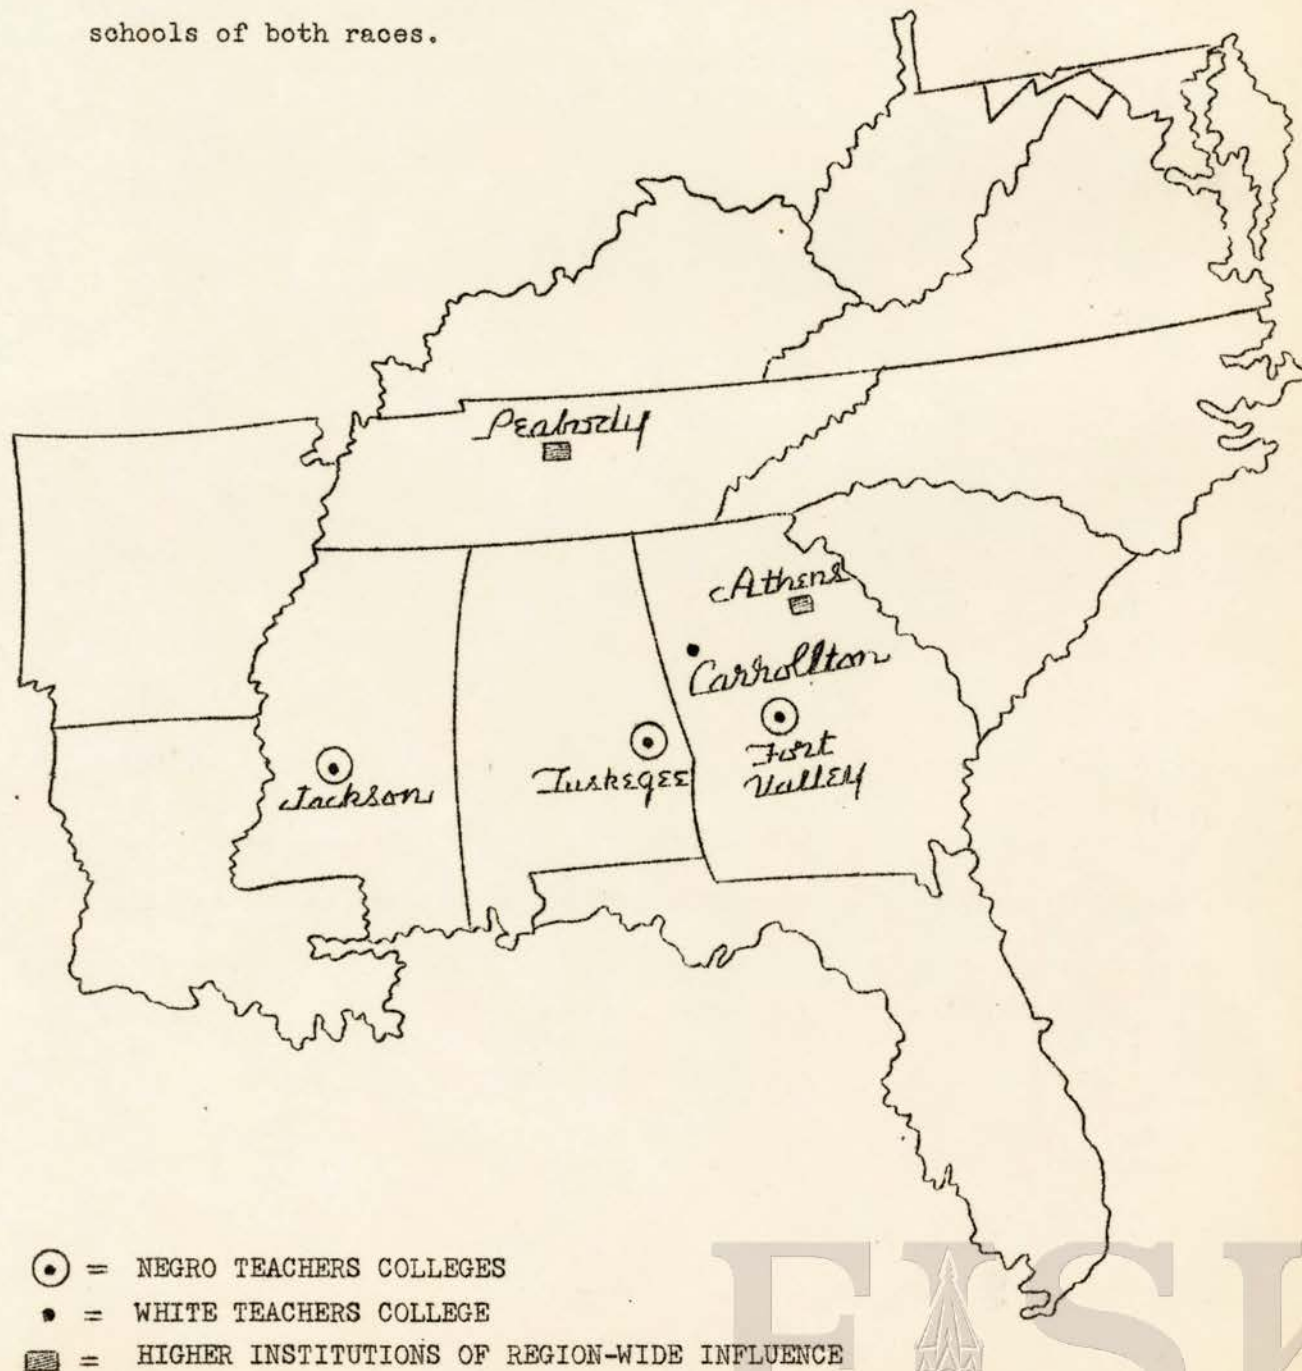 schools of both races.
Peabody
Athens
Carrollton
Jackson
Tuskegee
Fort
Valley
= NEGRO TEACHERS COLLEGES
= WHITE TEACHERS COLLEGE
= HIGHER INSTITUTIONS OF REGION-WIDE INFLUENCE